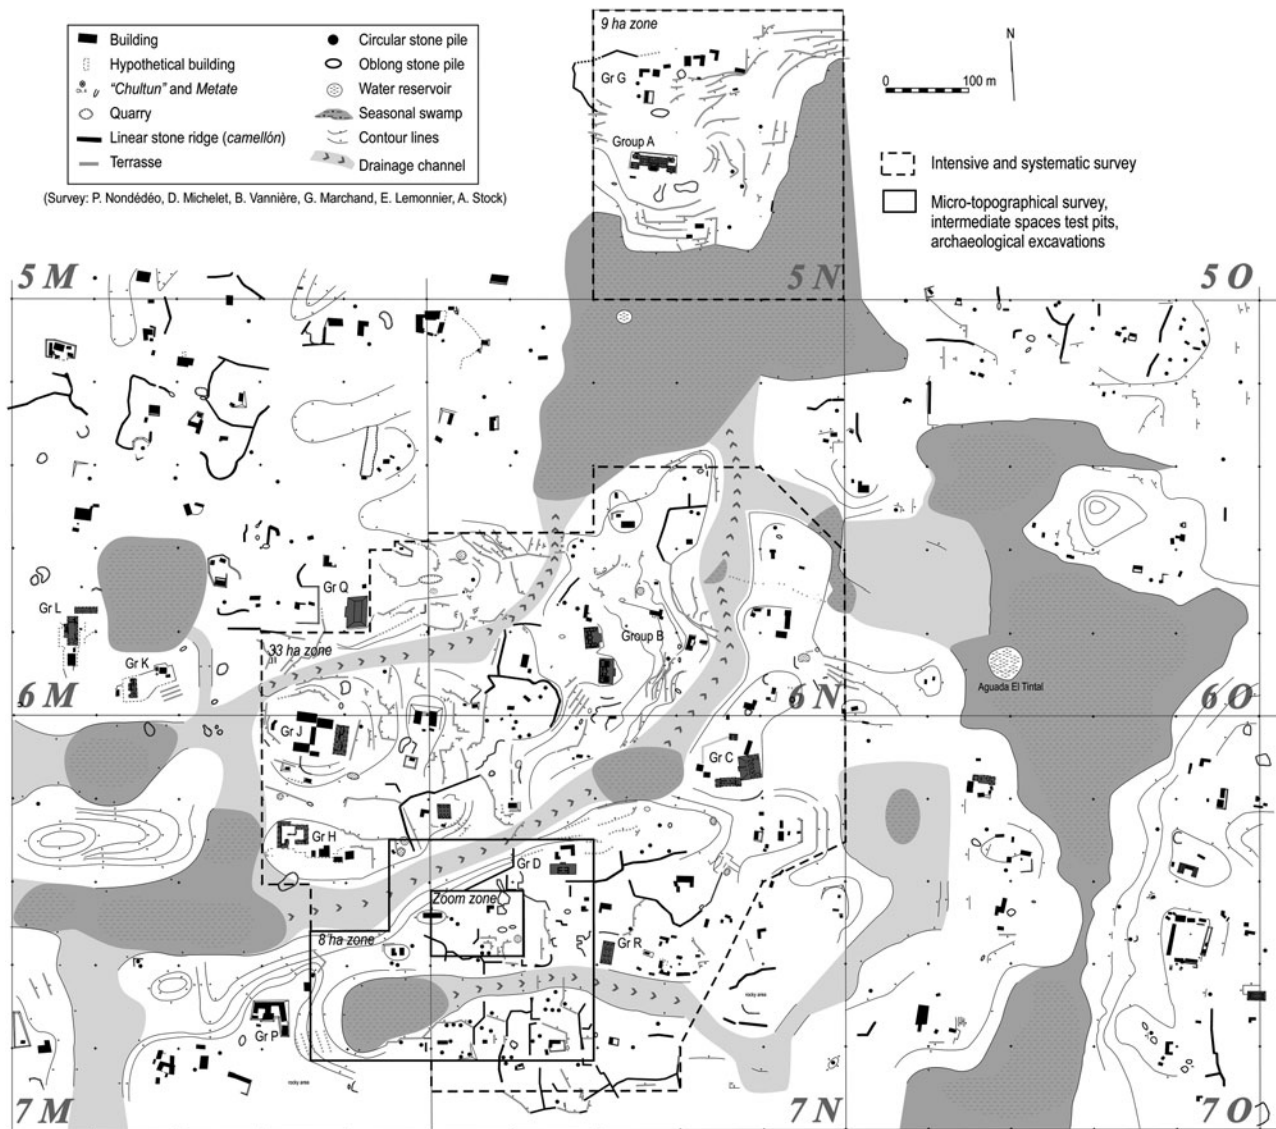 Building
Hypothetical building
"Chultun" and Metate
Quarry
Linear stone ridge (camellón)
Terrasse
Circular stone pile
Oblong stone pile
Water reservoir
Seasonal swamp
Contour lines
Drainage channel
(Survey: P. Nondédéo, D. Michelet, B. Vannière, G. Marchand, E. Lemonnier, A. Stock)
9 ha zone
Gr G
Group A
0 100 m
N
Intensive and systematic survey
Micro-topographical survey,
intermediate spaces test pits,
archaeological excavations
5 M
5 N
5 O
Gr Q
Gr L
Gr K
33 ha zone
Group B
Aguada El Tintal
6 M
6 N
6 O
Gr J
Gr C
Gr H
Gr D
Zoom zone
8 ha zone
Gr R
rocky area
Gr P
rocky area
7 M
7 N
7 O